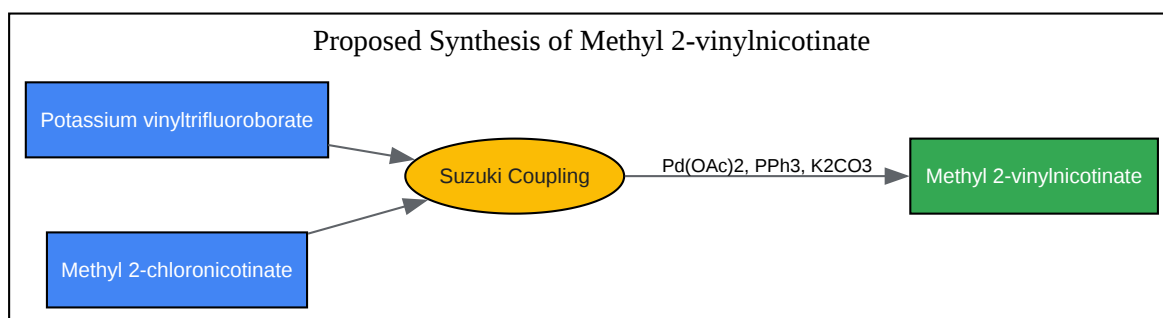 Proposed Synthesis of Methyl 2-vinylnicotinate
Potassium vinyltrifluoroborate
Suzuki Coupling
Pd(OAc)2, PPh3, K2CO3
Methyl 2-vinylnicotinate
Methyl 2-chloronicotinate